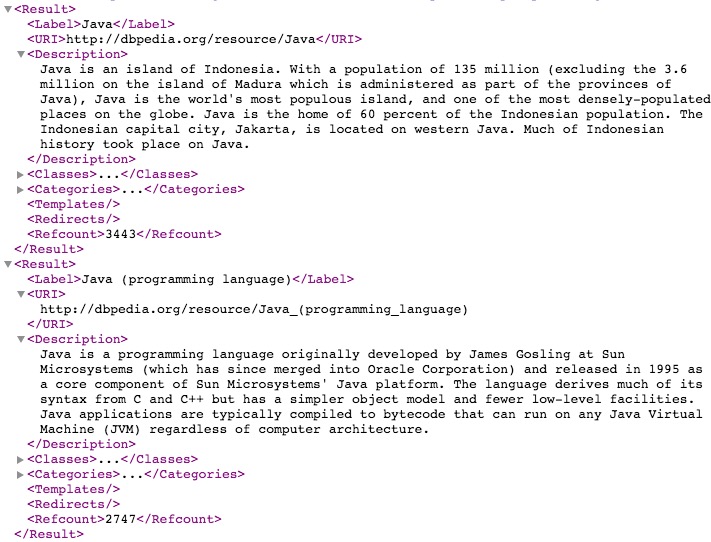 ▼<Result>
<Label>Java</Label>
<URI>http://dbpedia.org/resource/Java</URI>
▼<Description>
Java is an island of Indonesia. With a population of 135 million (excluding the 3.6
million on the island of Madura which is administered as part of the provinces of
Java), Java is the world's most populous island, and one of the most densely-populated
places on the globe. Java is the home of 60 percent of the Indonesian population. The
Indonesian capital city, Jakarta, is located on western Java. Much of Indonesian
history took place on Java.
</Description>
▶<Classes>...</Classes>
▶<Categories>...</Categories>
<Templates/>
<Redirects/>
<Refcount>3443</Refcount>
</Result>
▼<Result>
<Label>Java (programming language)</Label>
▼<URI>
http://dbpedia.org/resource/Java_(programming_language)
</URI>
▼<Description>
Java is a programming language originally developed by James Gosling at Sun
Microsystems (which has since merged into Oracle Corporation) and released in 1995 as
a core component of Sun Microsystems' Java platform. The language derives much of its
syntax from C and C++ but has a simpler object model and fewer low-level facilities.
Java applications are typically compiled to bytecode that can run on any Java Virtual
Machine (JVM) regardless of computer architecture.
</Description>
▶<Classes>...</Classes>
▶<Categories>...</Categories>
<Templates/>
<Redirects/>
<Refcount>2747</Refcount>
</Result>